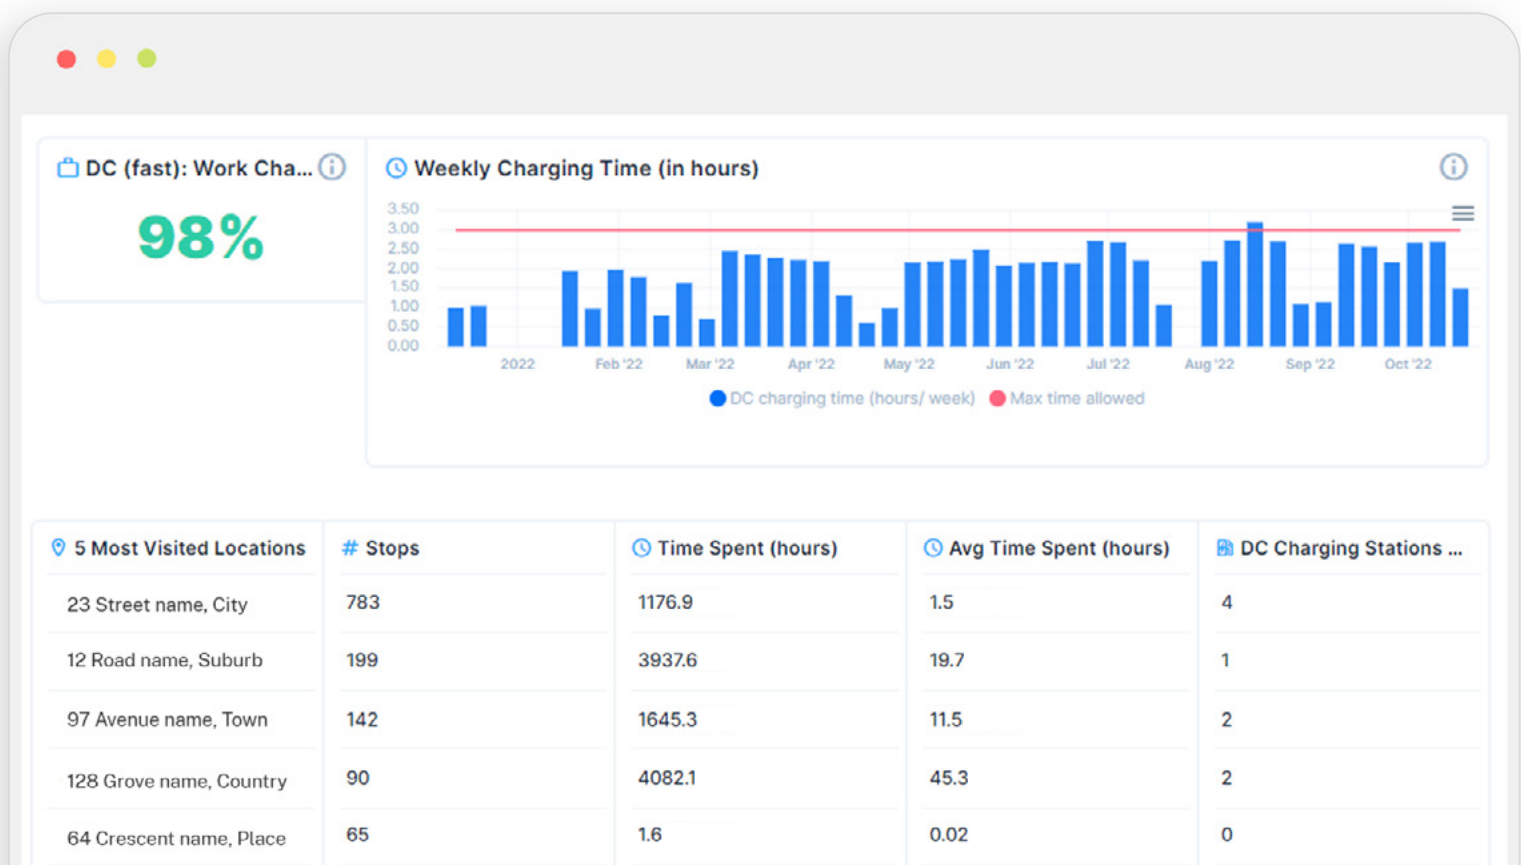 DC (fast): Work Cha...
98%
Weekly Charging Time (in hours)
3.50
3.00
2.50
2.00
1.50
1.00
0.50
0.00
2022 Feb '22 Mar '22 Apr '22 May '22 Jun '22 Jul '22 Aug '22 Sep '22 Oct '22
DC charging time (hours/ week) Max time allowed
5 Most Visited Locations # Stops Time Spent (hours) Avg Time Spent (hours) DC Charging Stations ...
23 Street name, City 783 1176.9 1.5 4
12 Road name, Suburb 199 3937.6 19.7 1
97 Avenue name, Town 142 1645.3 11.5 2
128 Grove name, Country 90 4082.1 45.3 2
64 Crescent name, Place 65 1.6 0.02 0